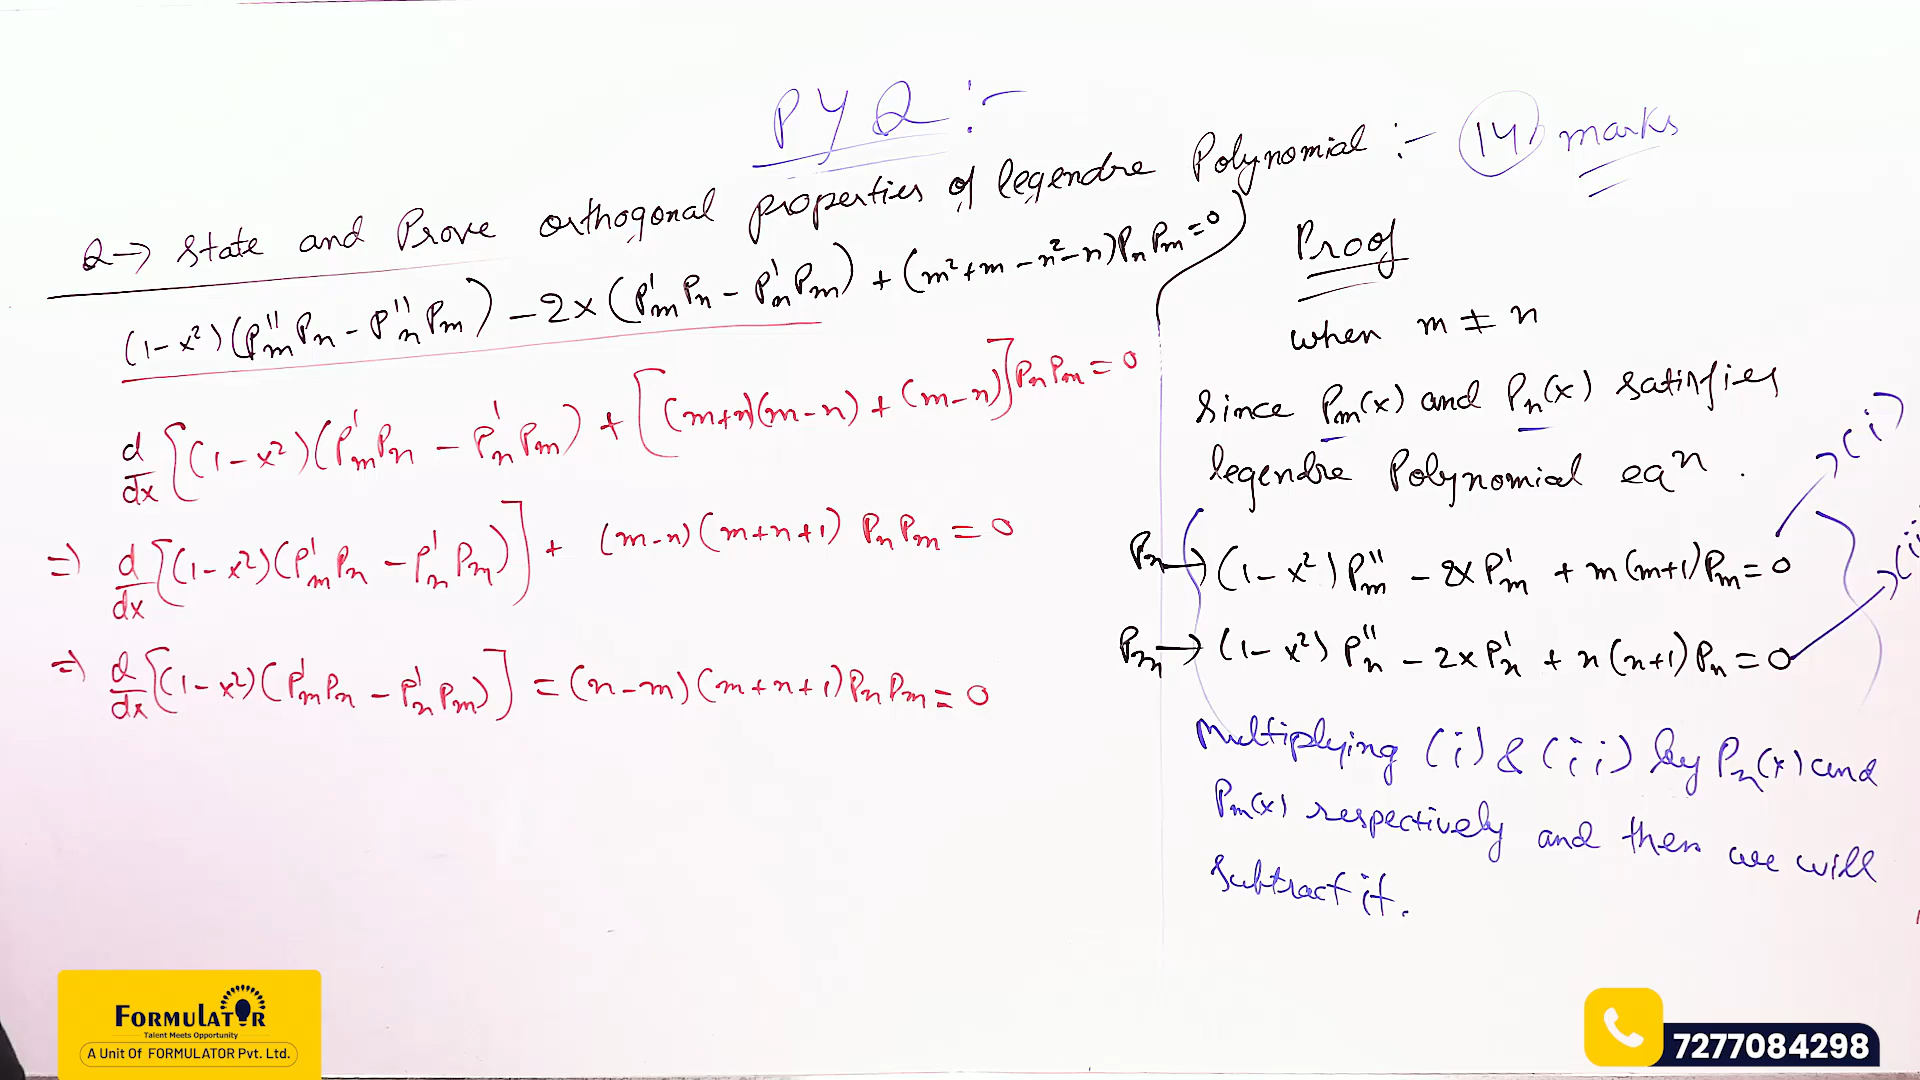 PYQ :-
Q → State and Prove orthogonal properties of legendre Polynomial :- (14) marks
(1-x²)(P''m Pn - P''n Pm) - 2x(P'm Pn - P'n Pm) + (m²+m-n²-n)Pn Pm = 0
d/dx [(1-x²)(P'm Pn - P'n Pm) + [(m+n)(m-n) + (m-n)] Pn Pm = 0
=) d/dx [(1-x²)(P'm Pn - P'n Pm)] + (m-n)(m+n+1) Pn Pm = 0
=) d/dx [(1-x²)(P'm Pn - P'n Pm)] = (n-m)(m+n+1) Pn Pm = 0
Proof
when m ≠ n
Since Pm(x) and Pn(x) satisfies
legendre Polynomial eqn .
Pn → (1-x²) P''m - 2x P'm + m(m+1) Pm = 0 → (i)
Pm → (1-x²) P''n - 2x P'n + n(n+1) Pn = 0 → (ii
Multiplying (i) & (ii) by Pn(x) and
Pm(x) respectively and then we will
Subtract it.
FORMULATOR
Talent Meets Opportunity
A Unit Of FORMULATOR Pvt. Ltd.
7277084298